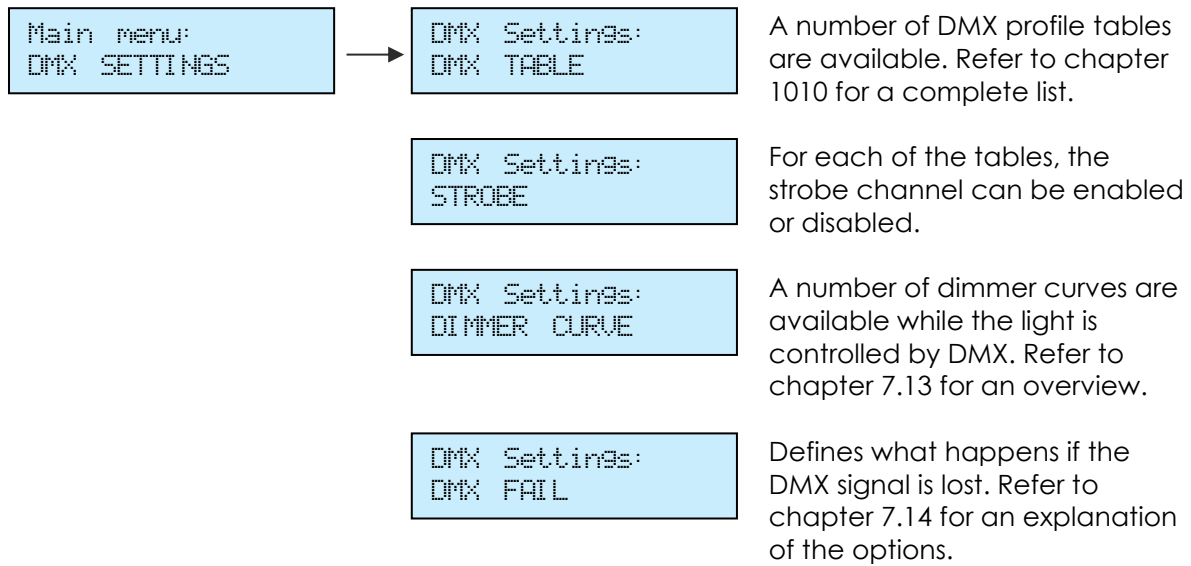 Main menu:
DMX SETTINGS
DMX Settings:
DMX TABLE
A number of DMX profile tables
are available. Refer to chapter
1010 for a complete list.
DMX Settings:
STROBE
For each of the tables, the
strobe channel can be enabled
or disabled.
DMX Settings:
DIMMER CURVE
A number of dimmer curves are
available while the light is
controlled by DMX. Refer to
chapter 7.13 for an overview.
DMX Settings:
DMX FAIL
Defines what happens if the
DMX signal is lost. Refer to
chapter 7.14 for an explanation
of the options.